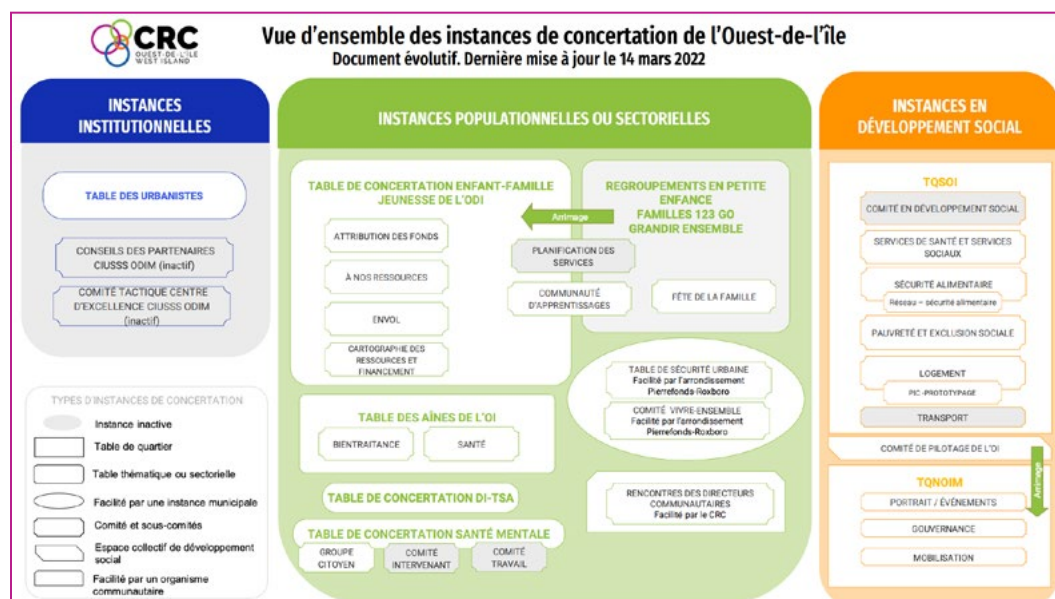 CRC
OUEST-DE-L'ÎLE
WEST ISLAND
Vue d'ensemble des instances de concertation de l'Ouest-de-l'île
Document évolutif. Dernière mise à jour le 14 mars 2022
INSTANCES
INSTITUTIONNELLES
TABLE DES URBANISTES
CONSEILS DES PARTENAIRES
CIUSSS ODIM (inactif)
COMITÉ TACTIQUE CENTRE
D'EXCELLENCE CIUSSS ODIM
(inactif)
TYPES D'INSTANCES DE CONCERTATION
Instance inactive
Table de quartier
Table thématique ou sectorielle
Facilité par une instance municipale
Comité et sous-comités
Espace collectif de développement
social
Facilité par un organisme
communautaire
INSTANCES POPULATIONNELLES OU SECTORIELLES
TABLE DE CONCERTATION ENFANT-FAMILLE
JEUNESSE DE L'ODI
ATTRIBUTION DES FONDS
À NOS RESSOURCES
ENVOL
CARTOGRAPHIE DES
RESSOURCES ET
FINANCEMENT
Arrimage
REGROUPEMENTS EN PETITE
ENFANCE
FAMILLES 123 GO
GRANDIR ENSEMBLE
PLANIFICATION DES
SERVICES
COMMUNAUTÉ
D'APPRENTISSAGES
FÊTE DE LA FAMILLE
TABLE DE SÉCURITÉ URBAINE
Facilité par l'arrondissement
Pierrefonds-Roxboro
COMITÉ VIVRE-ENSEMBLE
Facilité par l'arrondissement
Pierrefonds-Roxboro
TABLE DES AÎNES DE L'OI
BIENTRAITANCE
SANTÉ
TABLE DE CONCERTATION DI-TSA
TABLE DE CONCERTATION SANTÉ MENTALE
GROUPE
CITOYEN
COMITÉ
INTERVENANT
COMITÉ
TRAVAIL
RENCONTRES DES DIRECTEURS
COMMUNAUTAIRES
Facilité par le CRC
INSTANCES EN
DÉVELOPPEMENT SOCIAL
TQSOI
COMITÉ EN DÉVELOPPEMENT SOCIAL
SERVICES DE SANTÉ ET SERVICES
SOCIAUX
SÉCURITÉ ALIMENTAIRE
Réseau – sécurité alimentaire
PAUVRETÉ ET EXCLUSION SOCIALE
LOGEMENT
PIC-PROTOTYPAGE
TRANSPORT
COMITÉ DE PILOTAGE DE L'OI
Arrimage
TQNOIM
PORTRAIT / ÉVÉNEMENTS
GOUVERNANCE
MOBILISATION